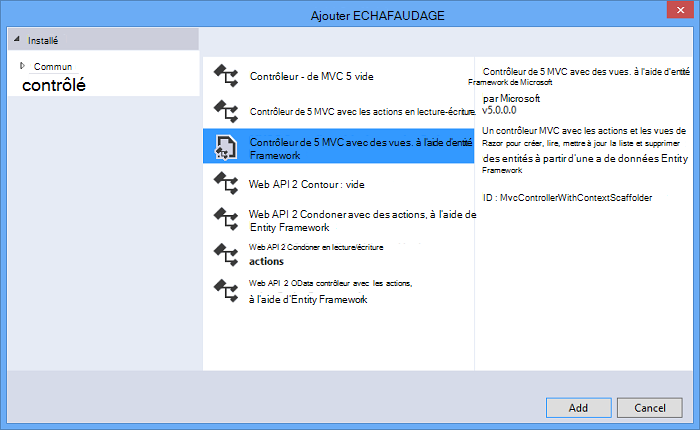 Ajouter ECHAFAUDAGE
Installé
Commun
contrôlé
Contrôleur - de MVC 5 vide
Contrôleur de 5 MVC avec les actions en lecture-écriture.
Contrôleur de 5 MVC avec des vues. à l'aide d'entité
Framework
Web API 2 Contour : vide
Web API 2 Condoner avec des actions, à l'aide de
Entity Framework
Web API 2 Condoner en lecture/écriture
actions
Web API 2 OData contrôleur avec les actions,
à l'aide d'Entity Framework
Contrôleur de 5 MVC avec des vues. à l'aide d'entité
Framework de Microsoft
par Microsoft
v5.0.0.0
Un contrôleur MVC avec les actions et les vues de
Razor pour créer, lire, mettre à jour la liste et supprimer
des entités à partir d'une a de données Entity
Framework
ID : MvcControllerWithContextScaffolder
Add
Cancel